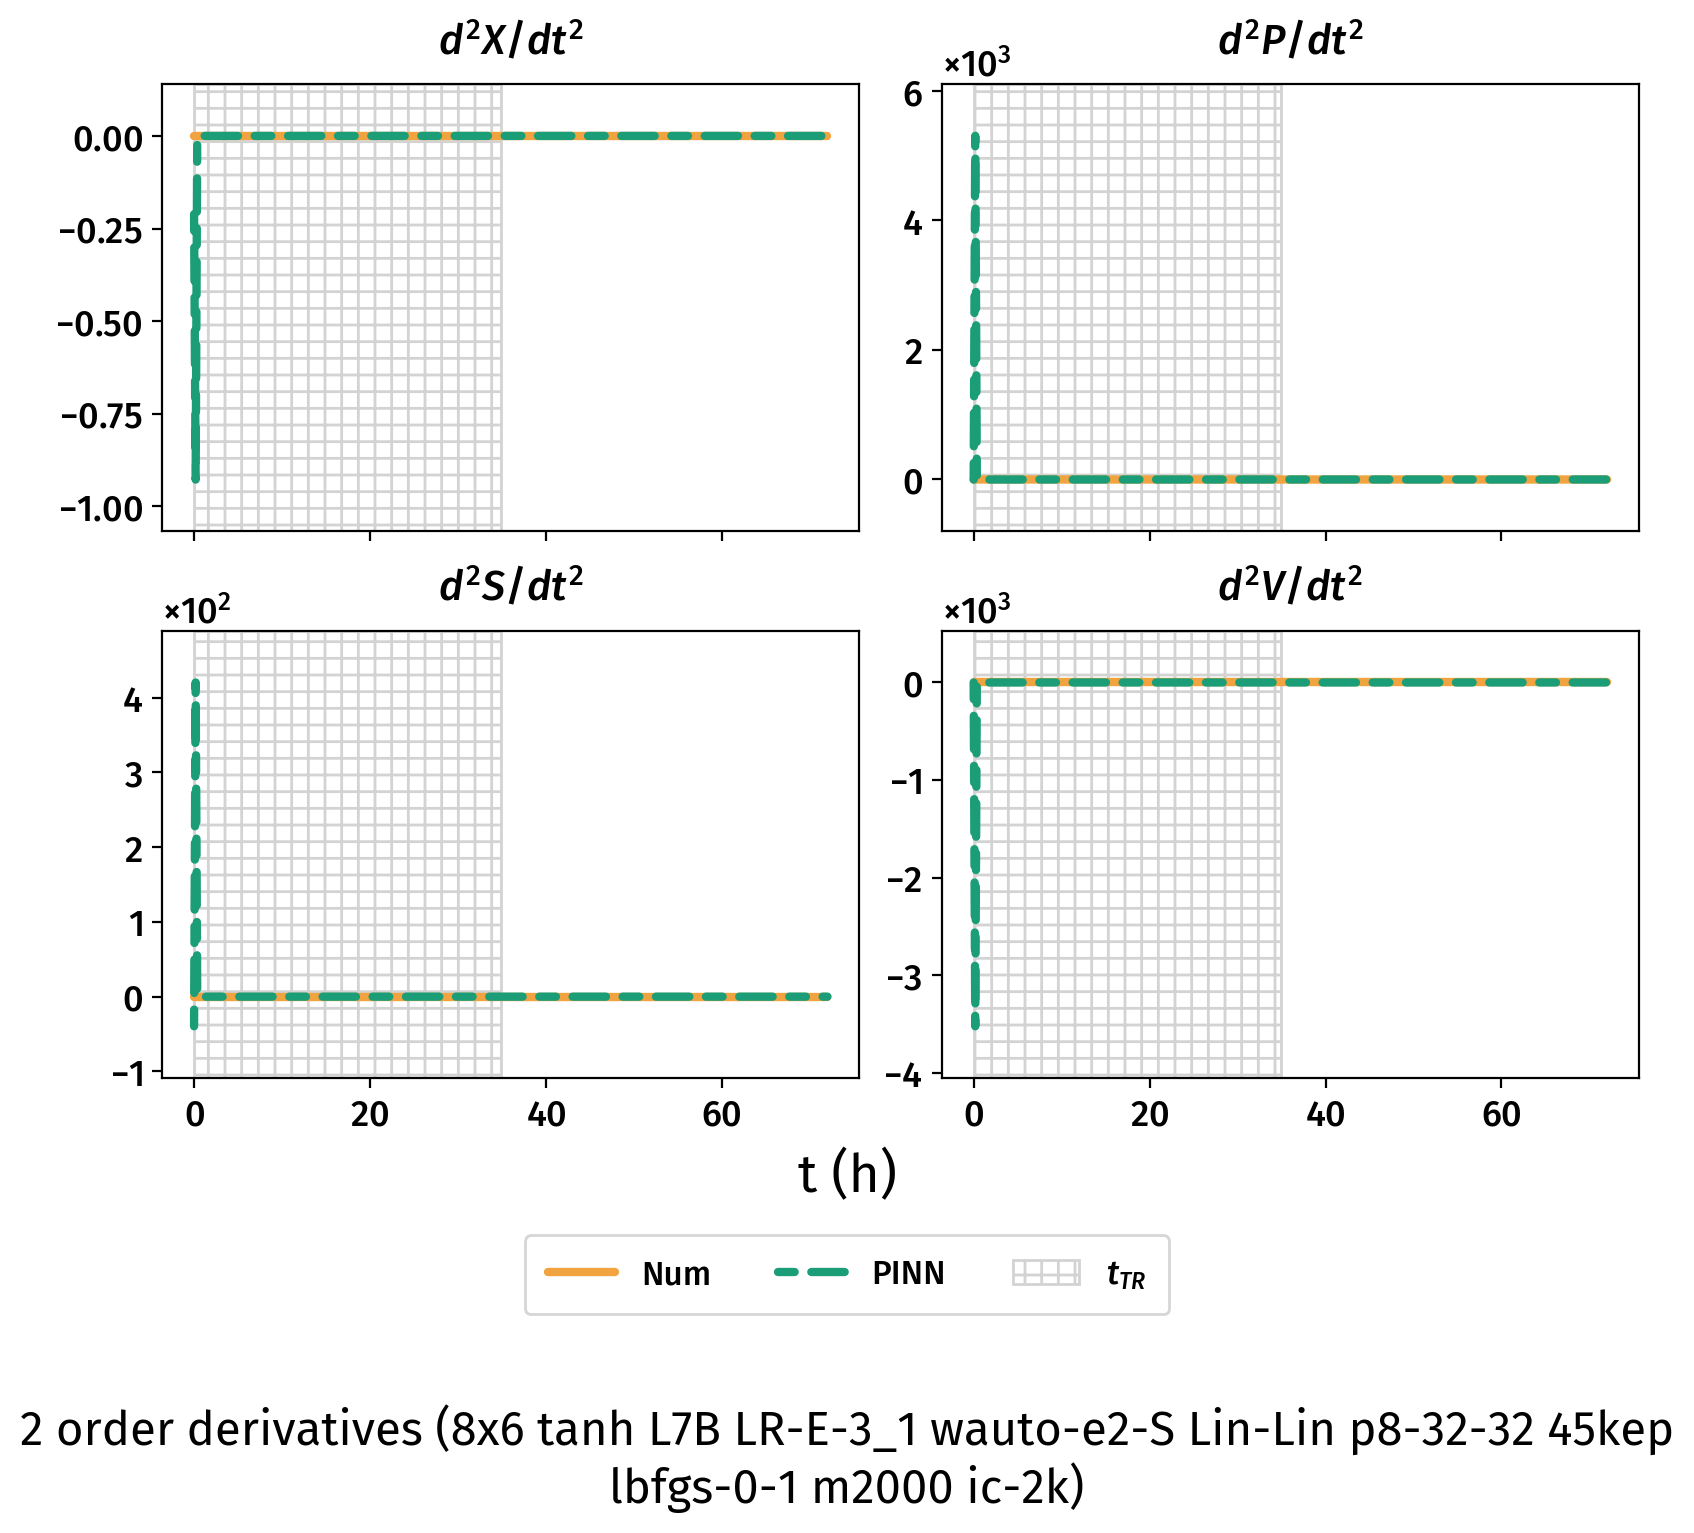 d²X/dt²
0.00
−0.25
−0.50
−0.75
−1.00
d²P/dt²
×10³
6
4
2
0
d²S/dt²
×10²
4
3
2
1
0
−1
0 20 40 60
d²V/dt²
×10³
0
−1
−2
−3
−4
0 20 40 60
t (h)
Num PINN t_TR
2 order derivatives (8x6 tanh L7B LR-E-3_1 wauto-e2-S Lin-Lin p8-32-32 45kep
lbfgs-0-1 m2000 ic-2k)